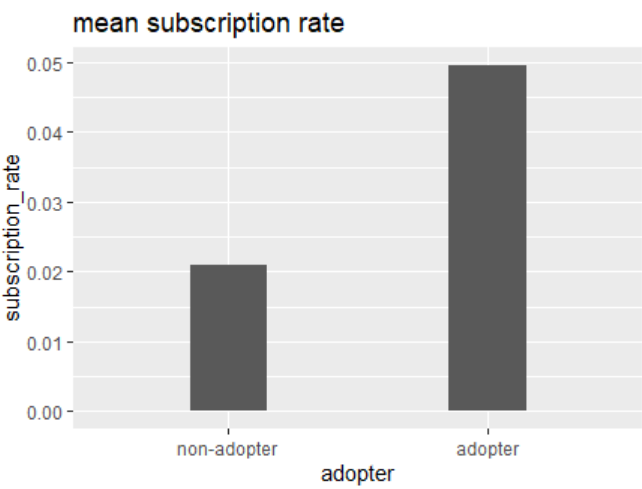 mean subscription rate
0.05
0.04
0.03
0.02
0.01
0.00
subscription_rate
non-adopter adopter
adopter